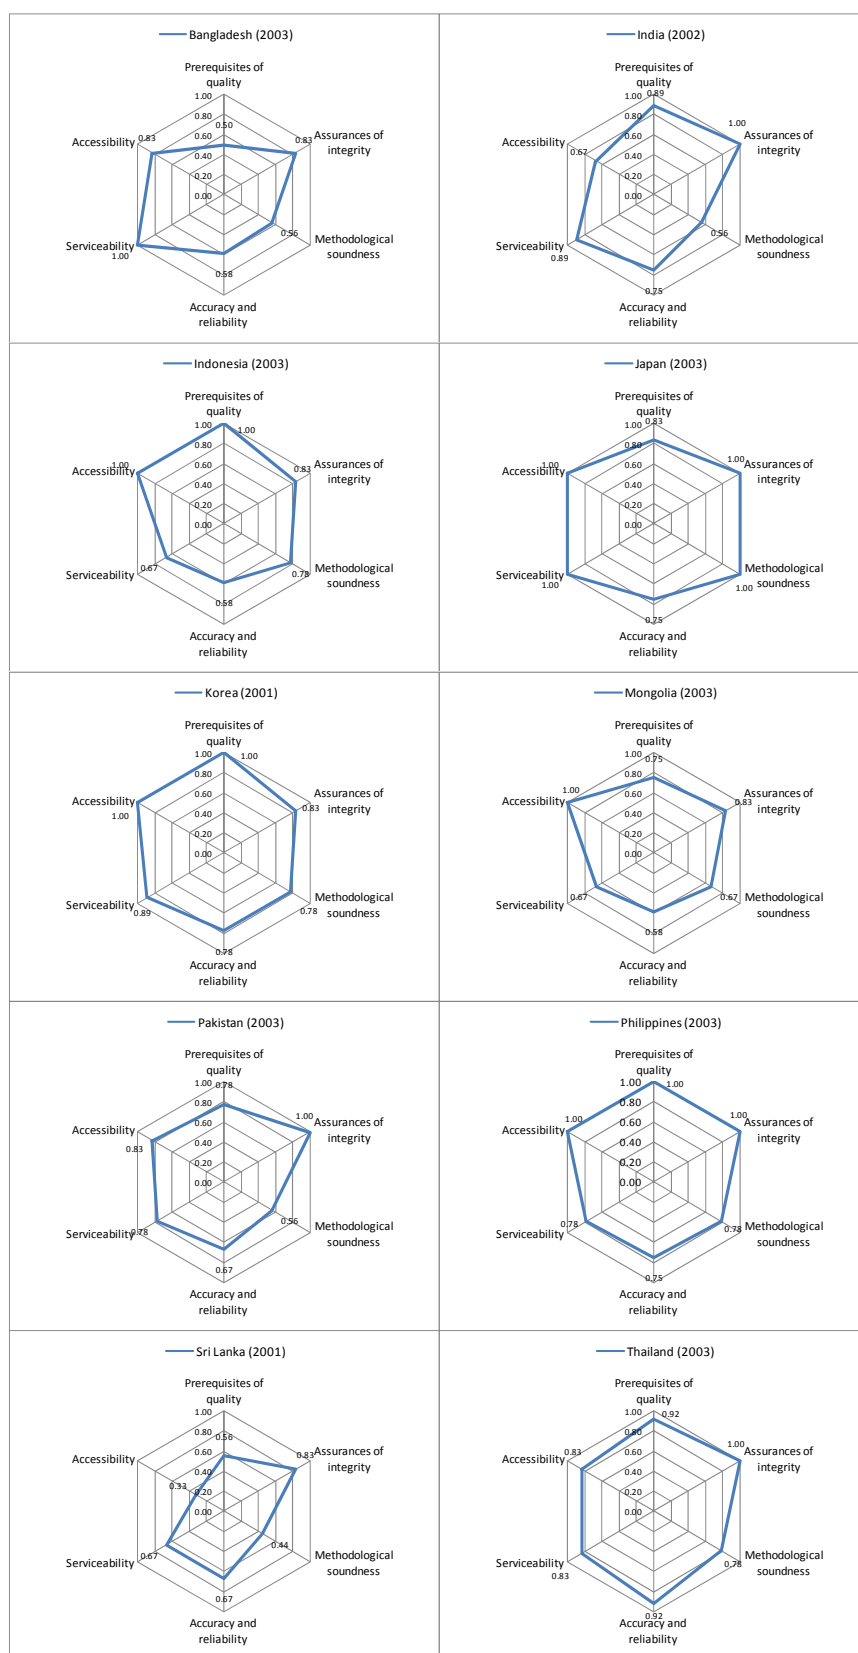 Bangladesh (2003)
Prerequisites of
quality
1.00
0.80
0.60
0.40
0.20
0.00
0.50
Assurances of
integrity
0.83
Methodological
soundness
0.56
Accuracy and
reliability
0.58
Serviceability
1.00
Accessibility
0.83
India (2002)
Prerequisites of
quality
1.00
0.80
0.60
0.40
0.20
0.00
0.89
Assurances of
integrity
1.00
Methodological
soundness
0.56
Accuracy and
reliability
0.75
Serviceability
0.89
Accessibility
0.67
Indonesia (2003)
Prerequisites of
quality
1.00
0.80
0.60
0.40
0.20
0.00
1.00
Assurances of
integrity
0.83
Methodological
soundness
0.78
Accuracy and
reliability
0.58
Serviceability
0.67
Accessibility
1.00
Japan (2003)
Prerequisites of
quality
1.00
0.80
0.60
0.40
0.20
0.00
0.83
Assurances of
integrity
1.00
Methodological
soundness
1.00
Accuracy and
reliability
0.75
Serviceability
1.00
Accessibility
1.00
Korea (2001)
Prerequisites of
quality
1.00
0.80
0.60
0.40
0.20
0.00
1.00
Assurances of
integrity
0.83
Methodological
soundness
0.78
Accuracy and
reliability
0.78
Serviceability
0.89
Accessibility
1.00
Mongolia (2003)
Prerequisites of
quality
1.00
0.80
0.60
0.40
0.20
0.00
0.75
Assurances of
integrity
0.83
Methodological
soundness
0.67
Accuracy and
reliability
0.58
Serviceability
0.67
Accessibility
1.00
Pakistan (2003)
Prerequisites of
quality
1.00
0.80
0.60
0.40
0.20
0.00
0.78
Assurances of
integrity
1.00
Methodological
soundness
0.56
Accuracy and
reliability
0.67
Serviceability
0.78
Accessibility
0.83
Philippines (2003)
Prerequisites of
quality
1.00
0.80
0.60
0.40
0.20
0.00
1.00
Assurances of
integrity
1.00
Methodological
soundness
0.78
Accuracy and
reliability
0.75
Serviceability
0.78
Accessibility
1.00
Sri Lanka (2001)
Prerequisites of
quality
1.00
0.80
0.60
0.40
0.20
0.00
0.56
Assurances of
integrity
0.83
Methodological
soundness
0.44
Accuracy and
reliability
0.67
Serviceability
0.67
Accessibility
0.33
Thailand (2003)
Prerequisites of
quality
1.00
0.80
0.60
0.40
0.20
0.00
0.92
Assurances of
integrity
1.00
Methodological
soundness
0.78
Accuracy and
reliability
0.92
Serviceability
0.83
Accessibility
0.83